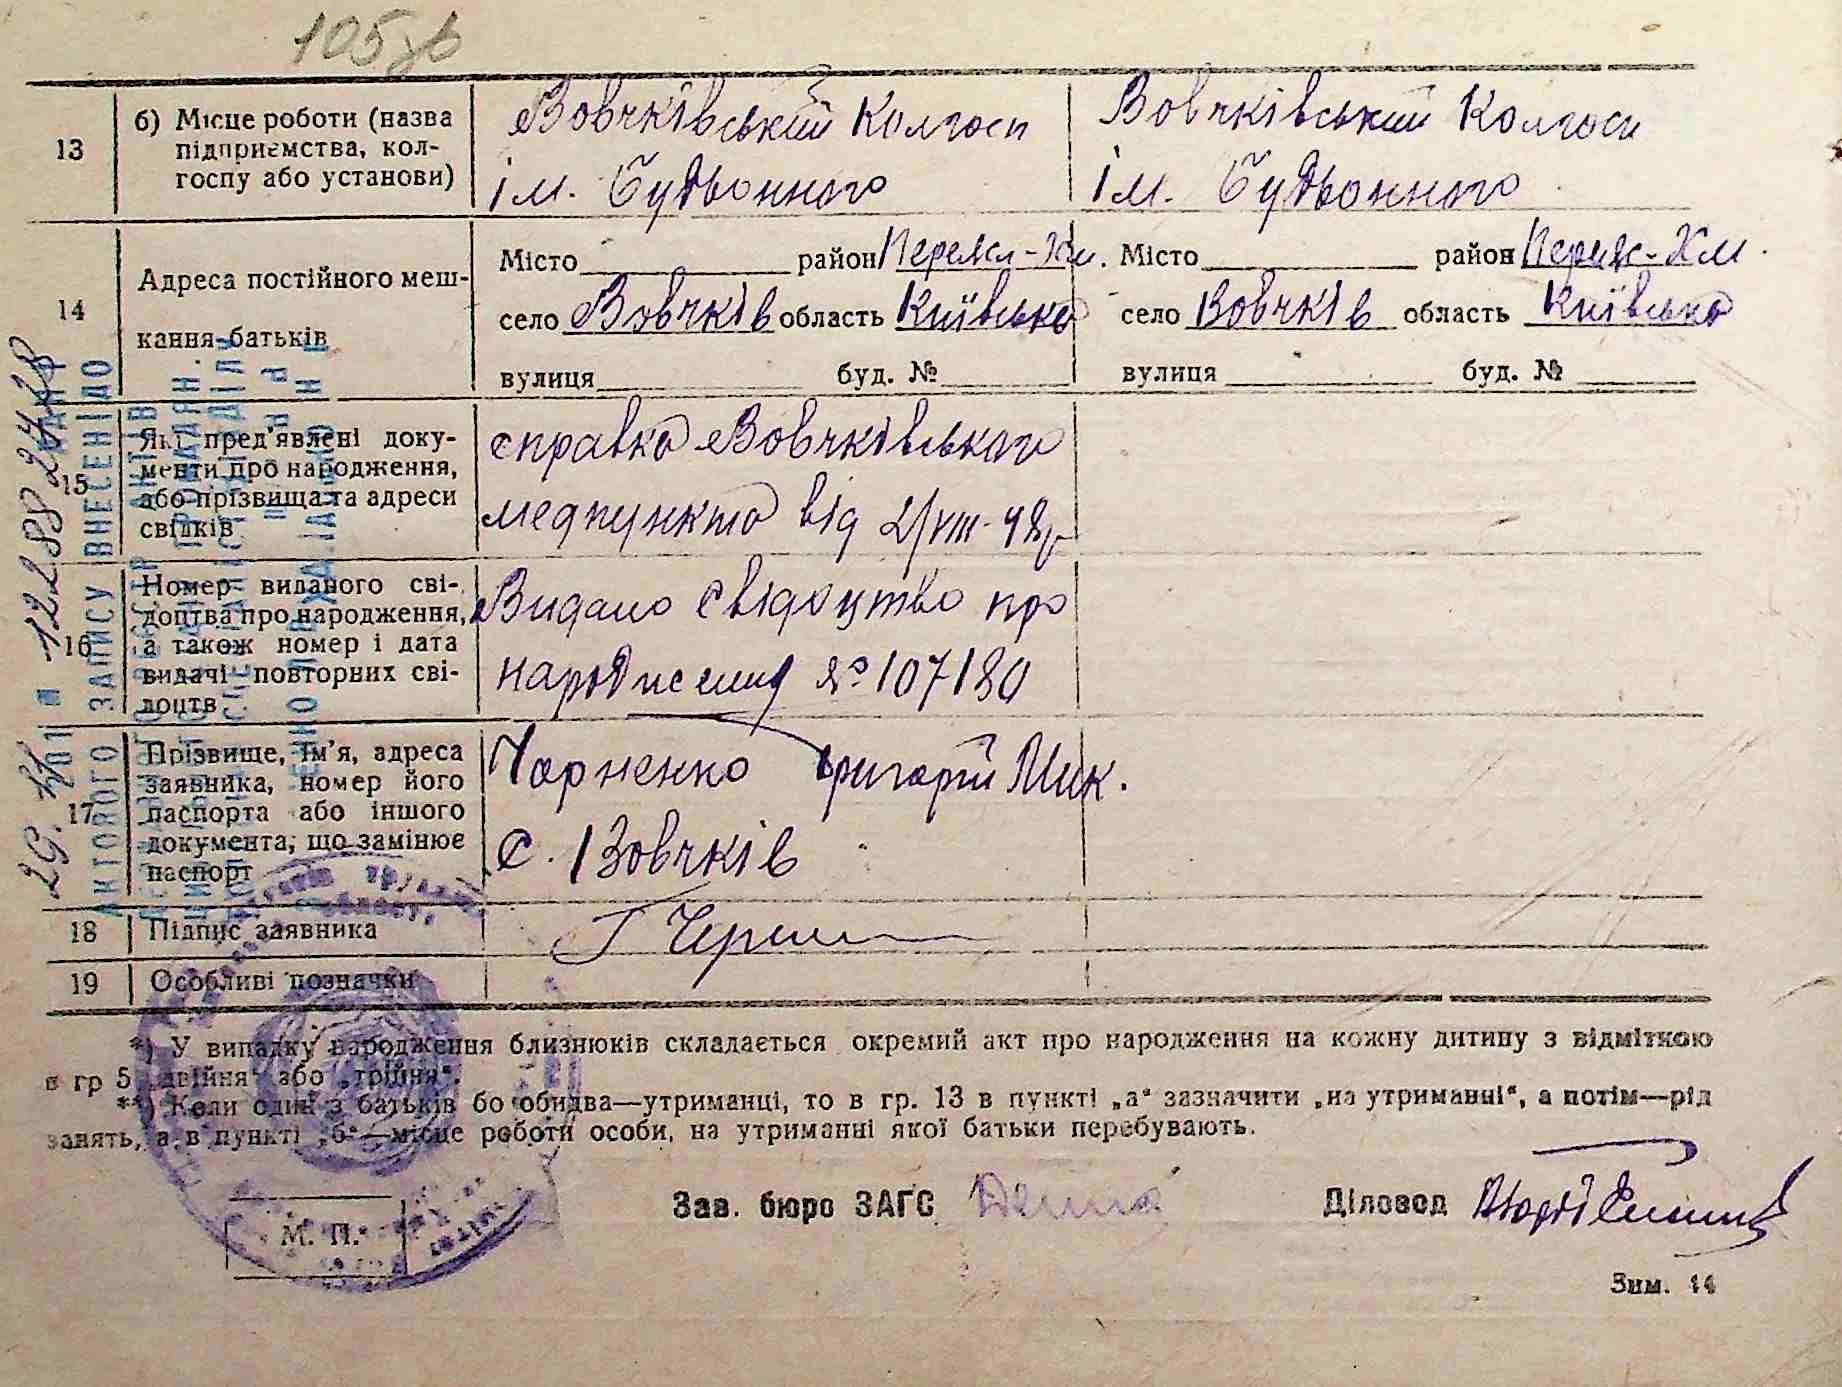 105зв
13
б) Місце роботи (назва
підприємства, кол-
госпу або установи)
Вовчківський Колгосп
ім. Будьонного
Вовчківський Колгосп
ім. Будьонного
14
Адреса постійного меш-
кання батьків
Місто район Переясл-Хм.
село Вовчків область Київська
вулиця буд. №
Місто район Переяс-Хм.
село Вовчків область Київська
вулиця буд. №
15
Які пред'явлені доку-
менти про народження,
або прізвища та адреси
свідків
справка Вовчківського
медпункта від 2/VIII-48р
16
Номер виданого сві-
доцтва про народження,
а також номер і дата
видачі повторних сві-
доцтв
Видано свідоцтво про
народження № 107180
17
Прізвище, ім'я, адреса
заявника, номер його
паспорта або іншого
документа, що замінює
паспорт
Чорненко Григорій Мик.
с. Вовчків
18
Підпис заявника
19
Особливі позначки
*) У випадку народження близнюків складається окремий акт про народження на кожну дитину з відміткою
в гр 5 „двійня“ або „трійня“.
**) Коли один з батьків бо обидва—утриманці, то в гр. 13 в пункті „а“ зазначити „на утриманні“, а потім—рід
занять, а в пункті „б“—місце роботи особи, на утриманні якої батьки перебувають.
Зав. бюро ЗАГС
Діловод
М. П.
Зим. 44
АКТОВОГО ЗАПИСУ ВНЕСЕНІ ДО